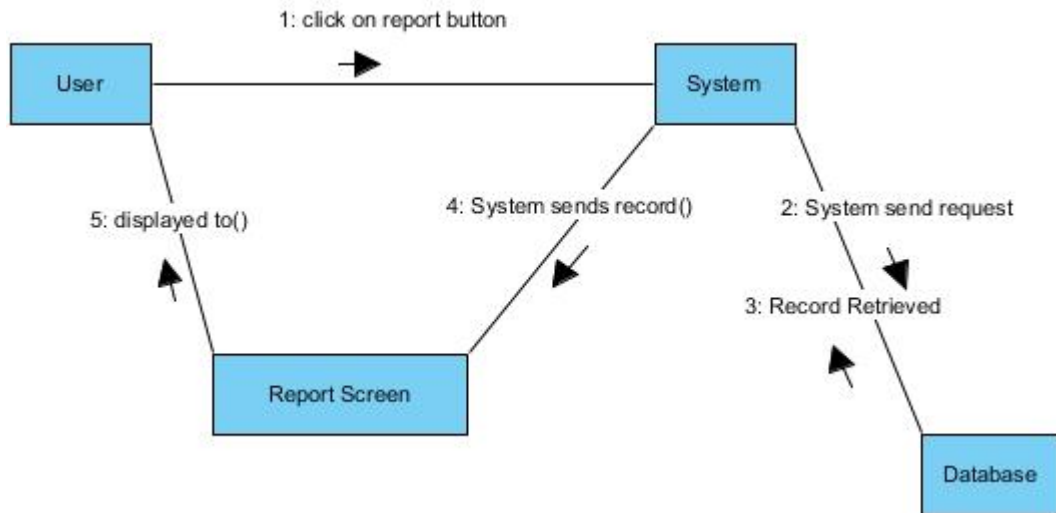 1: click on report button
User
System
5: displayed to()
4: System sends record()
2: System send request
3: Record Retrieved
Report Screen
Database